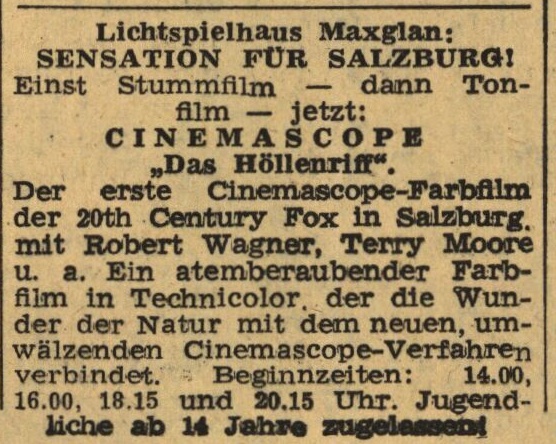 Lichtspielhaus Maxglan:
SENSATION FÜR SALZBURG!
Einst Stummfilm — dann Ton-
film — jetzt:
CINEMASCOPE
„Das Höllenriff“.
Der erste Cinemascope-Farbfilm
der 20th Century Fox in Salzburg.
mit Robert Wagner, Terry Moore
u. a. Ein atemberaubender Farb-
film in Technicolor. der die Wun-
der der Natur mit dem neuen, um-
wälzenden Cinemascope-Verfahren
verbindet. Beginnzeiten: 14.00,
16.00, 18.15 und 20.15 Uhr. Jugend-
liche ab 14 Jahre zugelassen!